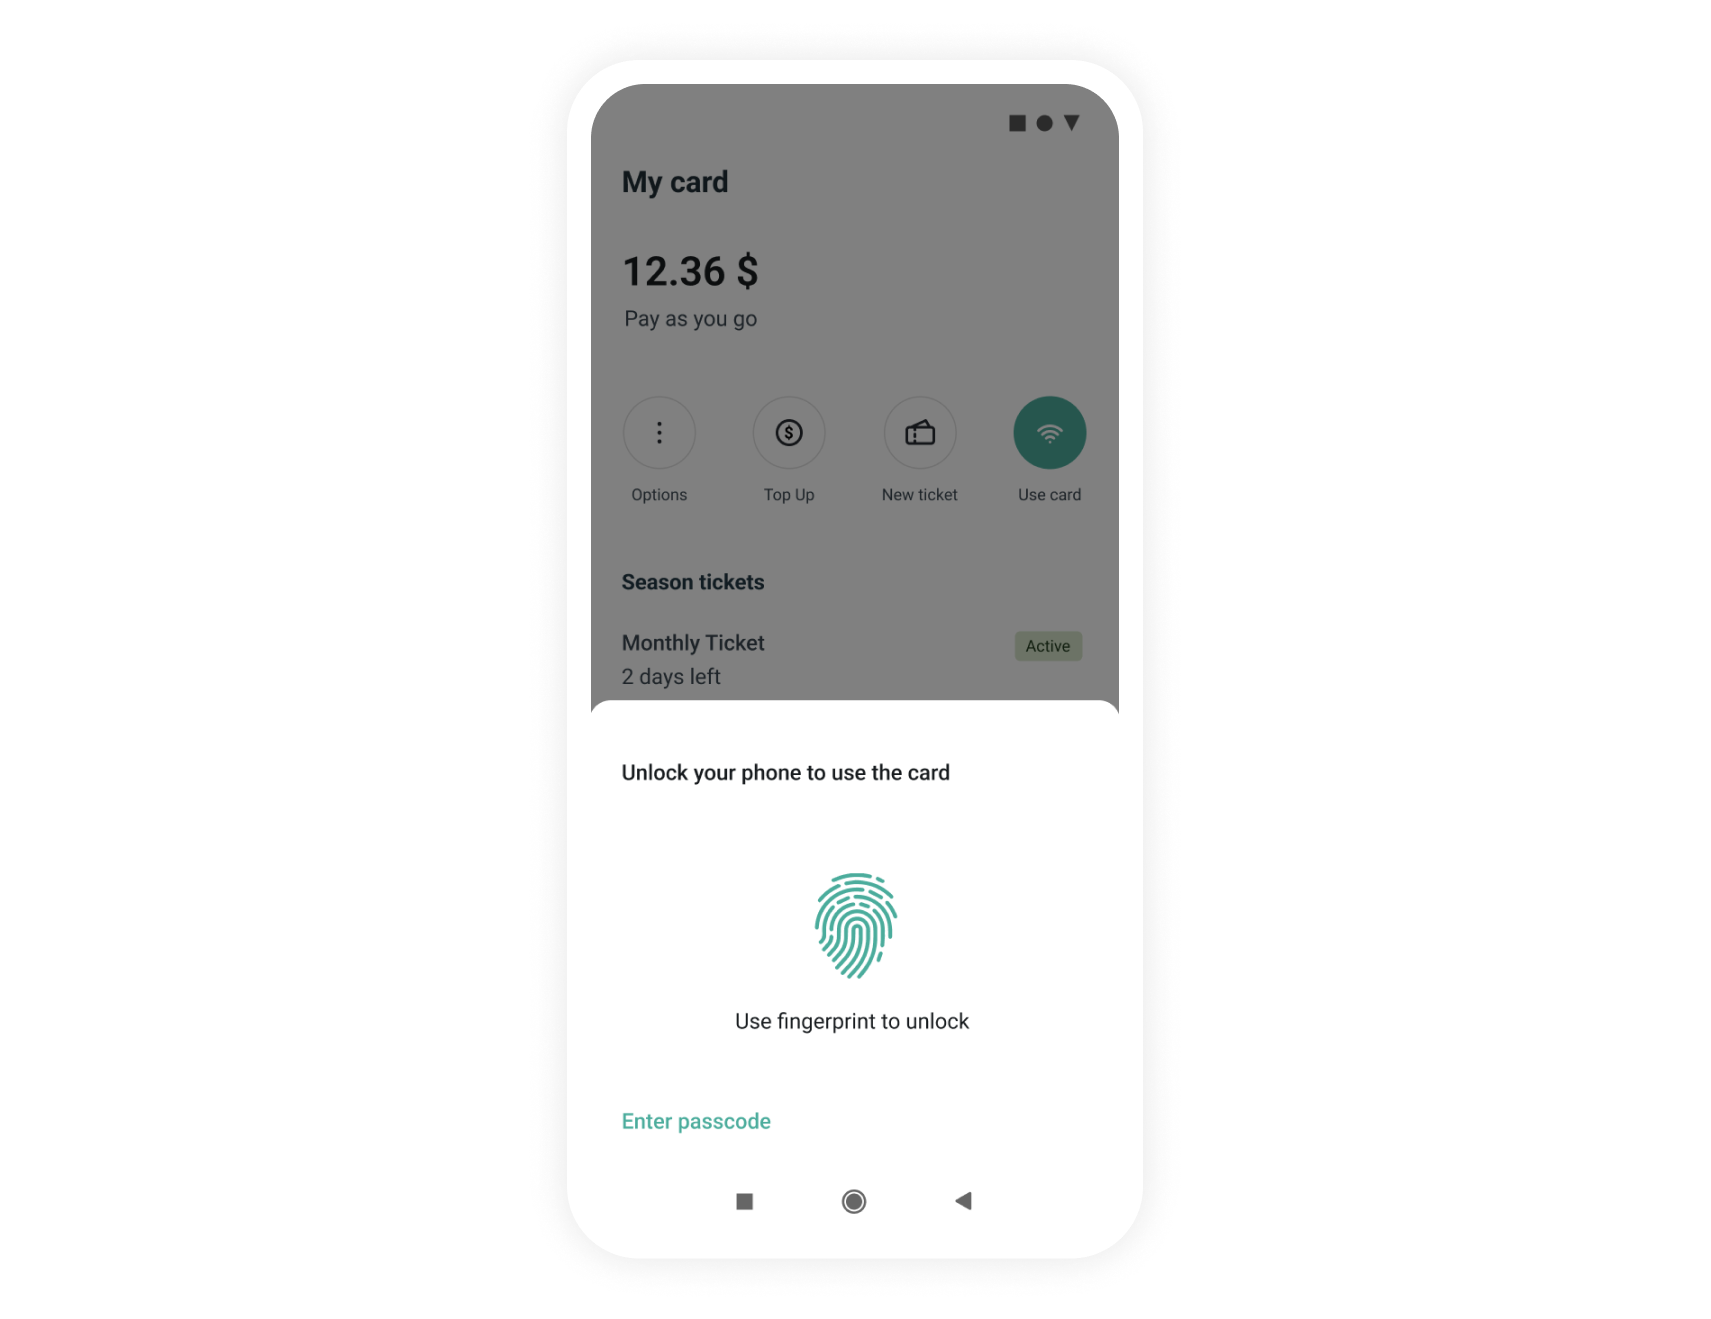 My card
12.36 $
Pay as you go
Options
Top Up
New ticket
Use card
Season tickets
Monthly Ticket
Active
2 days left
Unlock your phone to use the card
Use fingerprint to unlock
Enter passcode